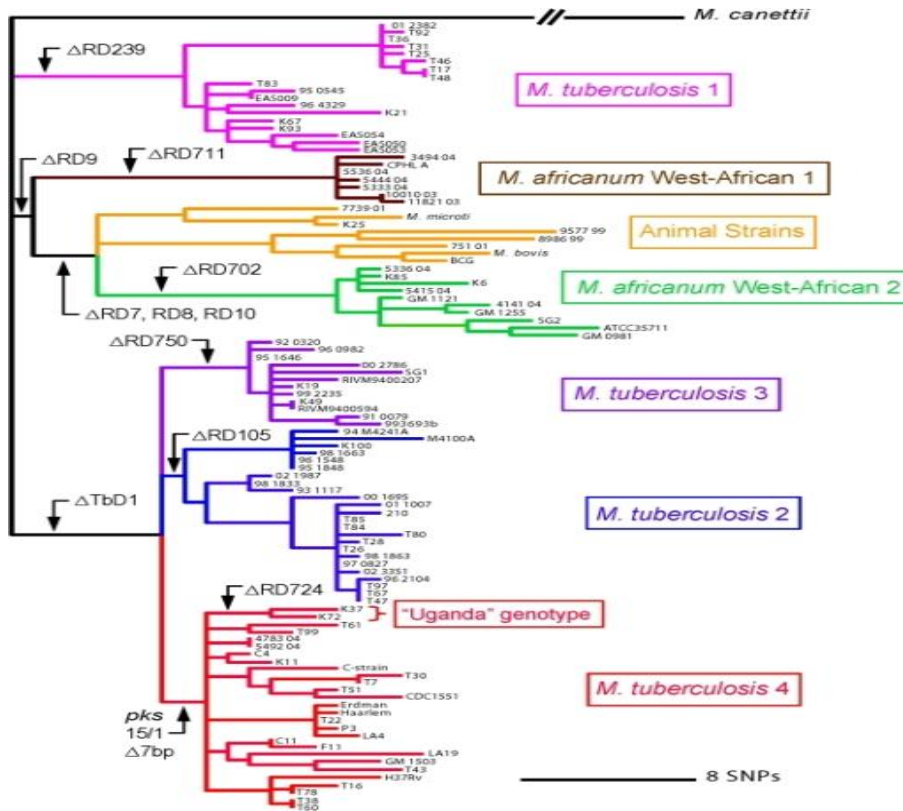 M. canettii
01 2382
T92
T36
T31
T25
T46
T17
T48
ΔRD239
M. tuberculosis 1
T83
95 0545
EAS009
96 4329
K21
K67
K93
EAS054
EAS050
EAS053
ΔRD9
ΔRD711
3494 04
CPHL A
5536 04
5444 04
5333 04
10010 03
11821 03
M. africanum West-African 1
7739 01
M. microti
K25
9577 99
8986 99
751 01
M. bovis
BCG
Animal Strains
ΔRD702
5336 04
K85
K6
5415 04
GM 1121
4141 04
GM 1255
SG2
ATCC35711
GM 0981
M. africanum West-African 2
ΔRD7, RD8, RD10
ΔRD750
92 0320
96 0982
95 1646
00 2786
SG1
RIVM9400207
K19
99 2235
K49
RIVM9400594
91 0079
993693b
M. tuberculosis 3
ΔRD105
94 M4241A
M4100A
K100
98 1663
96 1548
95 1848
02 1987
98 1833
93 1117
00 1695
01 1007
210
T85
T84
T80
T28
T26
98 1863
97 0827
02 3351
96 2104
T97
T67
T47
M. tuberculosis 2
ΔTbD1
ΔRD724
K37
K72
"Uganda" genotype
T61
T99
4783 04
5492 04
C4
K11
C-strain
T30
T7
T51
CDC1551
M. tuberculosis 4
Erdman
Haarlem
T22
P3
LA4
pks
15/1
Δ7bp
C11
F11
LA19
GM 1503
T43
H37Rv
T16
T78
T38
T60
8 SNPs